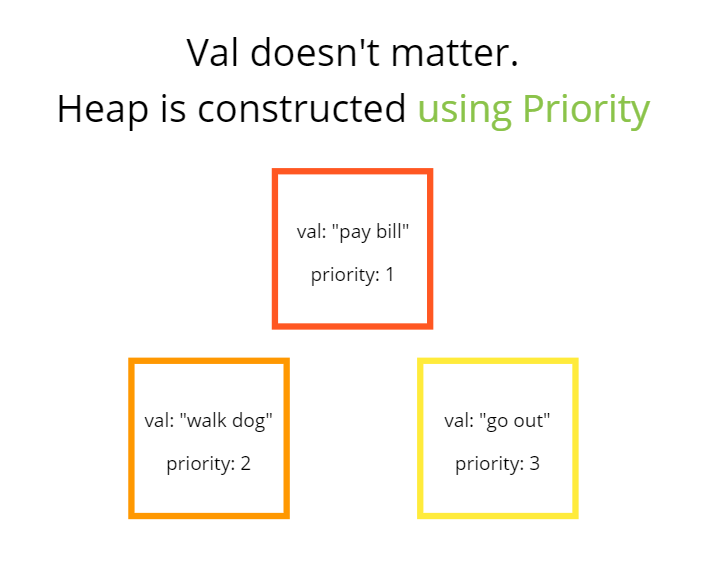 Val doesn't matter.
Heap is constructed using Priority
val: "pay bill"
priority: 1
val: "walk dog"
priority: 2
val: "go out"
priority: 3